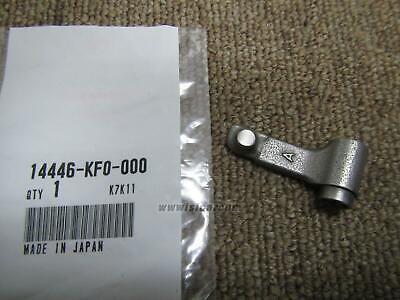 14446-KF0-000
QTY 1 K7K11
MADE IN JAPAN
A